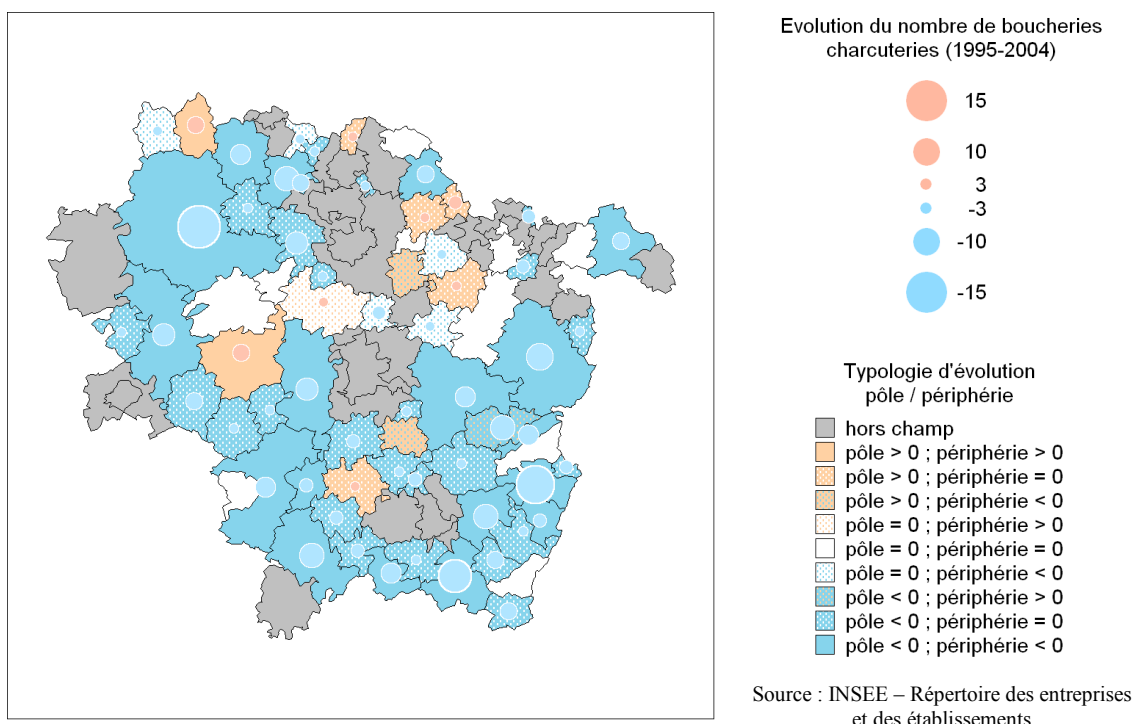 Evolution du nombre de boucheries
charcuteries (1995-2004)
15
10
3
-3
-10
-15
Typologie d'évolution
pôle / périphérie
hors champ
pôle > 0 ; périphérie > 0
pôle > 0 ; périphérie = 0
pôle > 0 ; périphérie < 0
pôle = 0 ; périphérie > 0
pôle = 0 ; périphérie = 0
pôle = 0 ; périphérie < 0
pôle < 0 ; périphérie > 0
pôle < 0 ; périphérie = 0
pôle < 0 ; périphérie < 0
Source : INSEE – Répertoire des entreprises
et des établissements